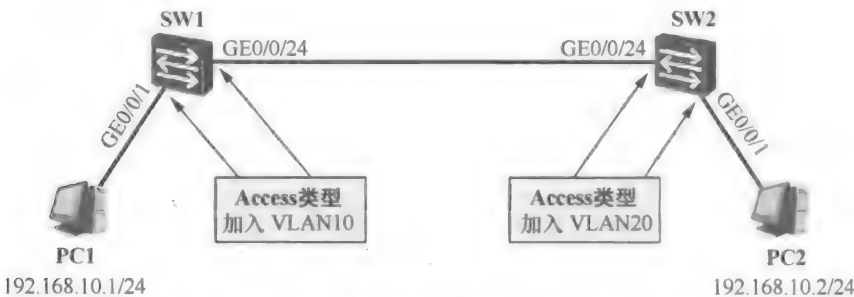 SW1
SW2
GE0/0/24
GE0/0/24
GE0/0/1
GE0/0/1
Access类型
加入 VLAN10
Access类型
加入 VLAN20
PC1
PC2
192.168.10.1/24
192.168.10.2/24